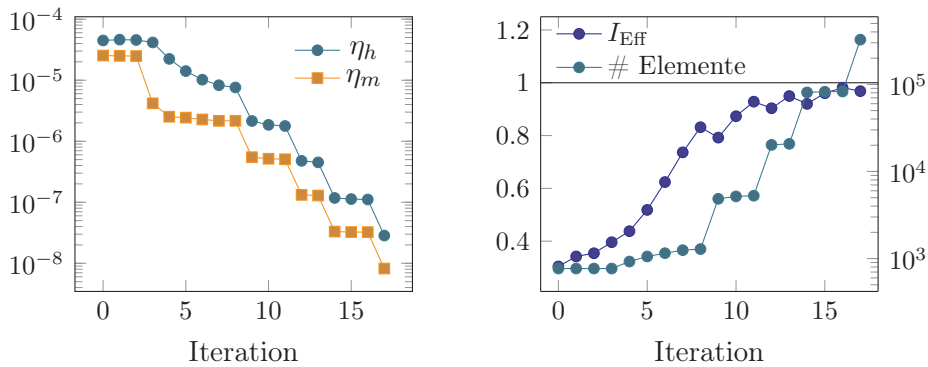 10^{-4}
10^{-5}
10^{-6}
10^{-7}
10^{-8}
η_h
η_m
0 5 10 15
Iteration
1.2
1
0.8
0.6
0.4
I_Eff
# Elemente
10^5
10^4
10^3
0 5 10 15
Iteration